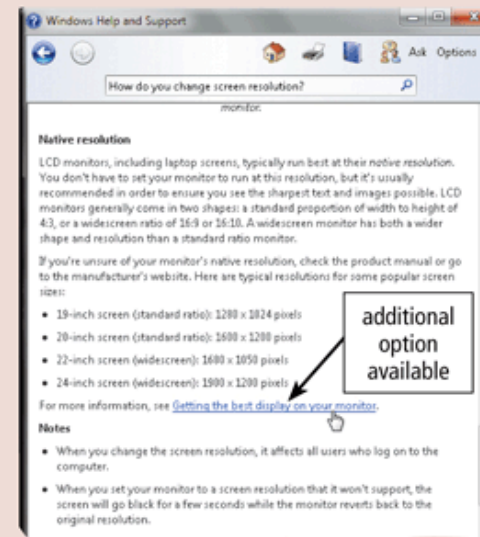 Windows Help and Support
Ask Options
How do you change screen resolution?
monitor.
Native resolution
LCD monitors, including laptop screens, typically run best at their native resolution.
You don't have to set your monitor to run at this resolution, but it's usually
recommended in order to ensure you see the sharpest text and images possible. LCD
monitors generally come in two shapes: a standard proportion of width to height of
4:3, or a widescreen ratio of 16:9 or 16:10. A widescreen monitor has both a wider
shape and resolution than a standard ratio monitor.
If you're unsure of your monitor's native resolution, check the product manual or go
to the manufacturer's website. Here are typical resolutions for some popular screen
sizes:
• 19-inch screen (standard ratio): 1280 x 1024 pixels
• 20-inch screen (standard ratio): 1600 x 1200 pixels
• 22-inch screen (widescreen): 1680 x 1050 pixels
• 24-inch screen (widescreen): 1900 x 1200 pixels
additional
option
available
For more information, see Getting the best display on your monitor.
Notes
• When you change the screen resolution, it affects all users who log on to the
computer.
• When you set your monitor to a screen resolution that it won't support, the
screen will go black for a few seconds while the monitor reverts back to the
original resolution.